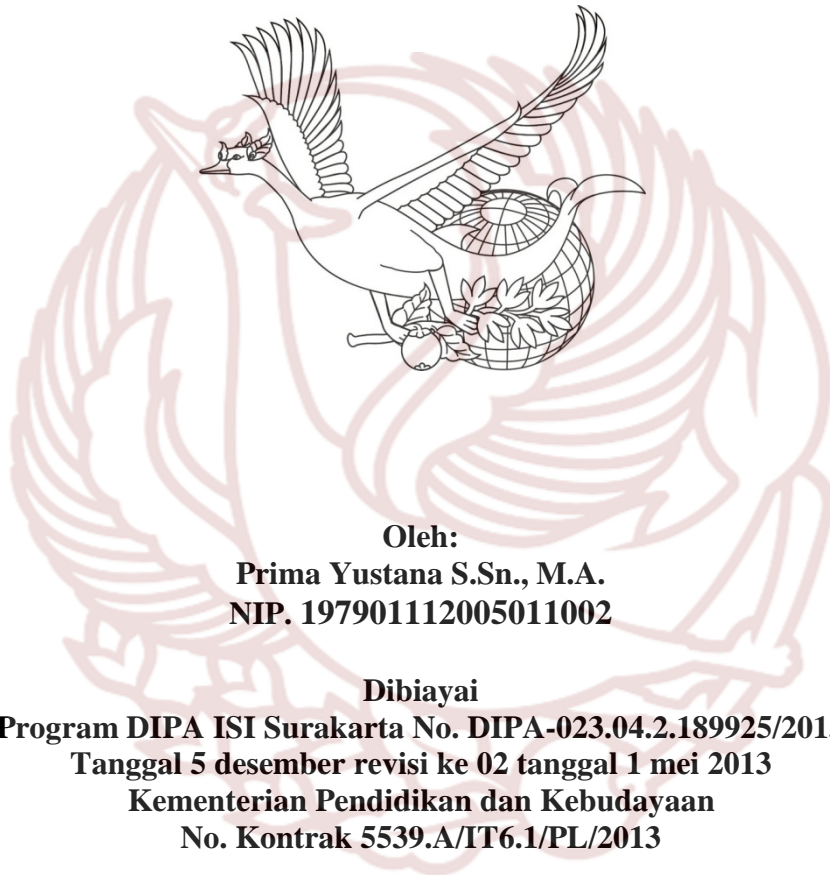 Oleh:
Prima Yustana S.Sn., M.A.
NIP. 197901112005011002
Dibiayai
Program DIPA ISI Surakarta No. DIPA-023.04.2.189925/201
Tanggal 5 desember revisi ke 02 tanggal 1 mei 2013
Kementerian Pendidikan dan Kebudayaan
No. Kontrak 5539.A/IT6.1/PL/2013